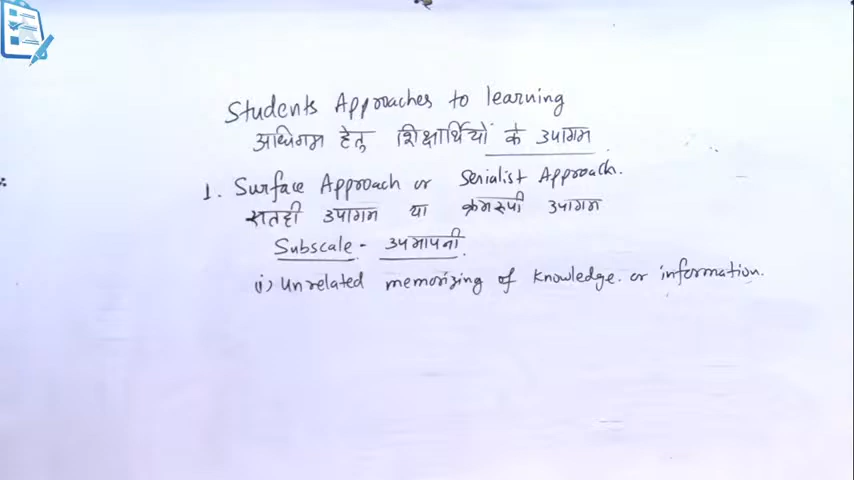 Students Approaches to learning
अधिगम हेतु शिक्षार्थियों के उपागम
1. Surface Approach or Serialist Approach.
सतही उपागम या क्रमरूपी उपागम
Subscale - उपमापनी.
(i) Unrelated memorizing of knowledge. or information.